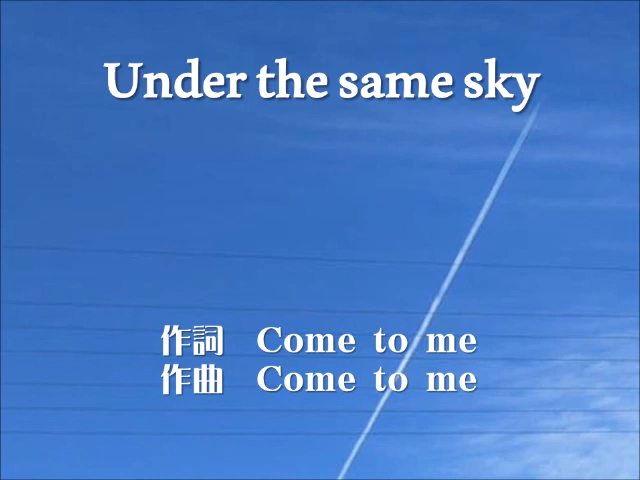 Under the same sky
作詞 Come to me
作曲 Come to me